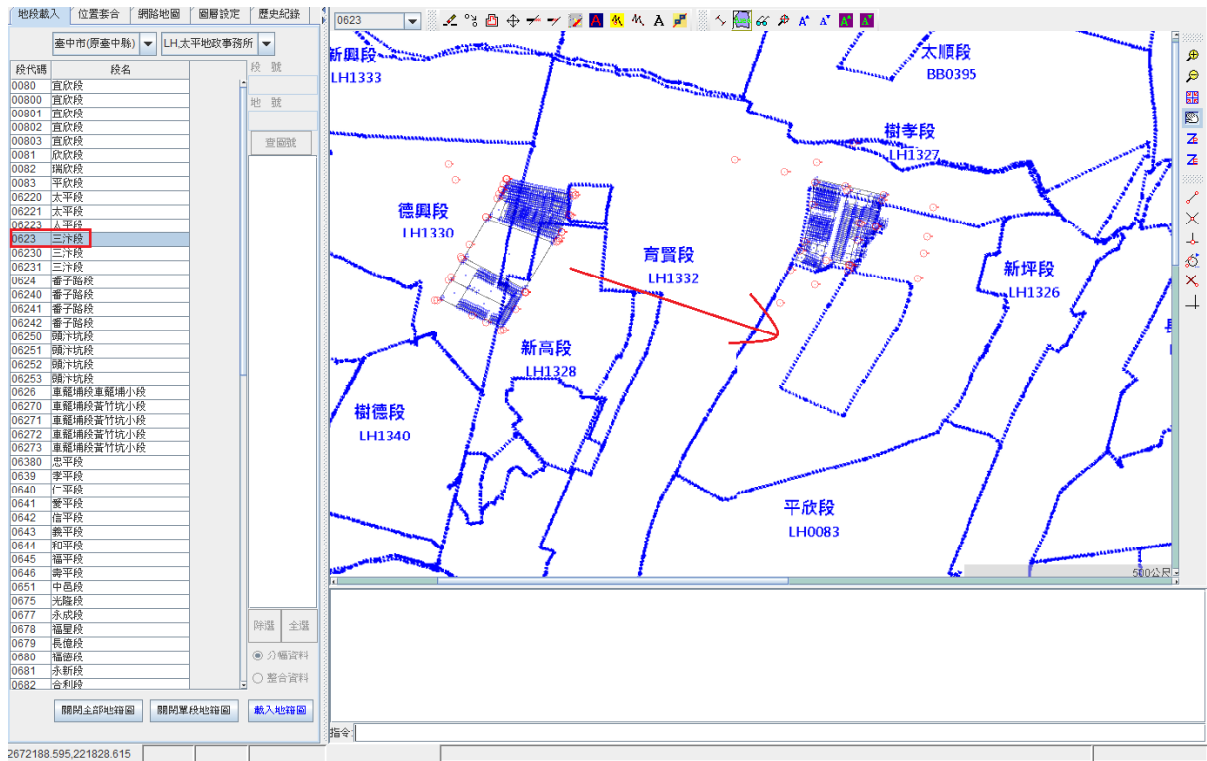 地段載入 位置套合 網路地圖 圖層設定 歷史紀錄
臺中市(原臺中縣) LH.太平地政事務所
段代碼 段名
0080 宜欣段
00800 宜欣段
00801 宜欣段
00802 宜欣段
00803 宜欣段
0081 欣欣段
0082 瑞欣段
0083 平欣段
06220 太平段
06221 太平段
06223 太平段
0623 三汴段
06230 三汴段
06231 三汴段
0624 番子路段
06240 番子路段
06241 番子路段
06242 番子路段
06250 頭汴坑段
06251 頭汴坑段
06252 頭汴坑段
06253 頭汴坑段
0626 車籠埔段車籠埔小段
06270 車籠埔段黃竹坑小段
06271 車籠埔段黃竹坑小段
06272 車籠埔段黃竹坑小段
06273 車籠埔段黃竹坑小段
06380 忠平段
0639 孝平段
0640 仁平段
0641 愛平段
0642 信平段
0643 義平段
0644 和平段
0645 福平段
0646 壽平段
0651 中邑段
0675 光隆段
0677 永成段
0678 福星段
0679 長億段
0680 福德段
0681 永新段
0682 合利段
段 號
地 號
查圖號
除選 全選
分幅資料
整合資料
關閉全部地籍圖 關閉單段地籍圖 載入地籍圖
2672188.595,221828.615
0623
A A A A A A
新興段
LH1333
太順段
BB0395
樹孝段
LH1327
德興段
LH1330
育賢段
LH1332
新坪段
LH1326
新高段
LH1328
樹德段
LH1340
平欣段
LH0083
500公尺
指令: